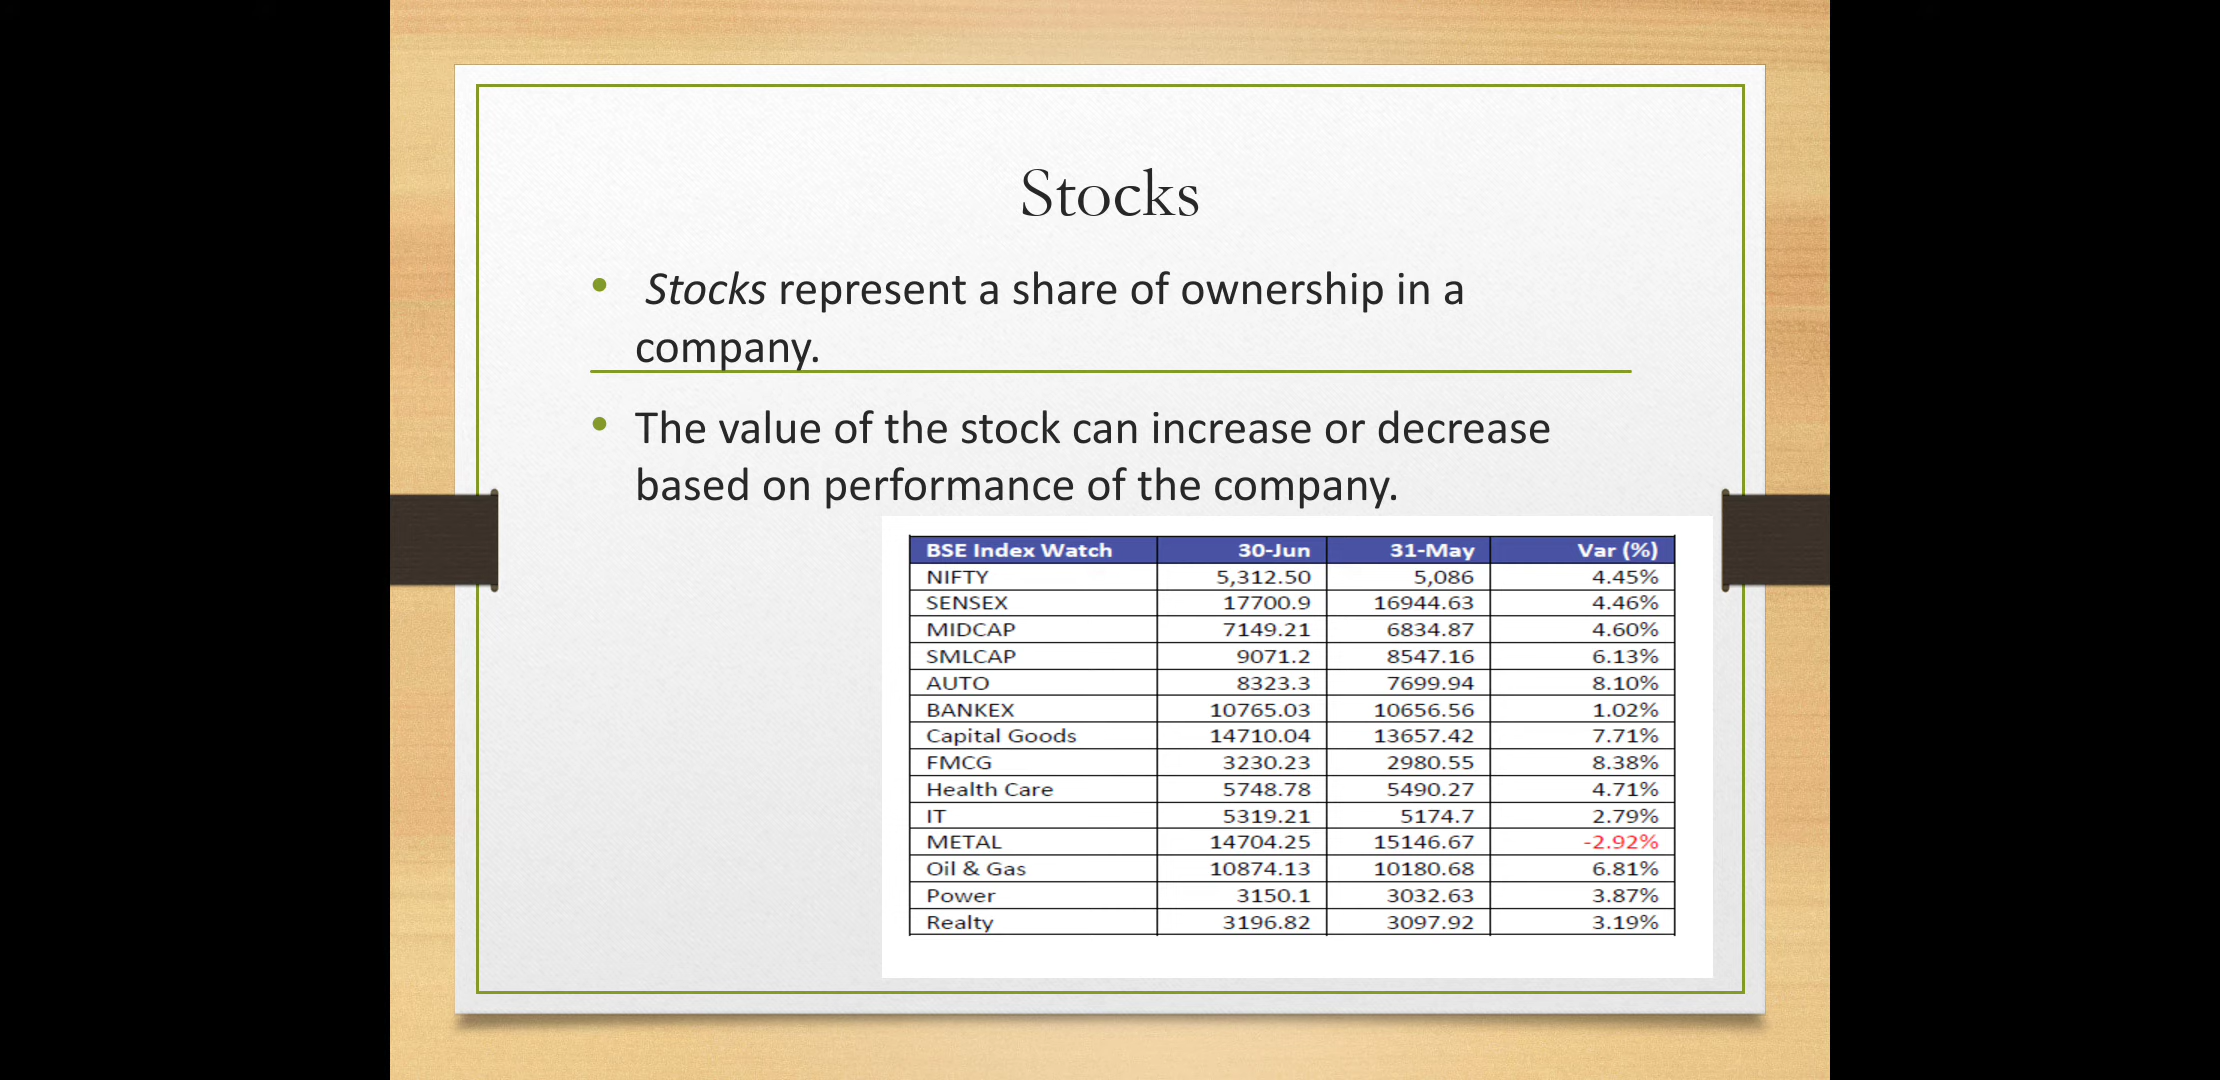 Stocks
• Stocks represent a share of ownership in a
company.
• The value of the stock can increase or decrease
based on performance of the company.
BSE Index Watch 30-Jun 31-May Var (%)
NIFTY 5,312.50 5,086 4.45%
SENSEX 17700.9 16944.63 4.46%
MIDCAP 7149.21 6834.87 4.60%
SMLCAP 9071.2 8547.16 6.13%
AUTO 8323.3 7699.94 8.10%
BANKEX 10765.03 10656.56 1.02%
Capital Goods 14710.04 13657.42 7.71%
FMCG 3230.23 2980.55 8.38%
Health Care 5748.78 5490.27 4.71%
IT 5319.21 5174.7 2.79%
METAL 14704.25 15146.67 -2.92%
Oil & Gas 10874.13 10180.68 6.81%
Power 3150.1 3032.63 3.87%
Realty 3196.82 3097.92 3.19%